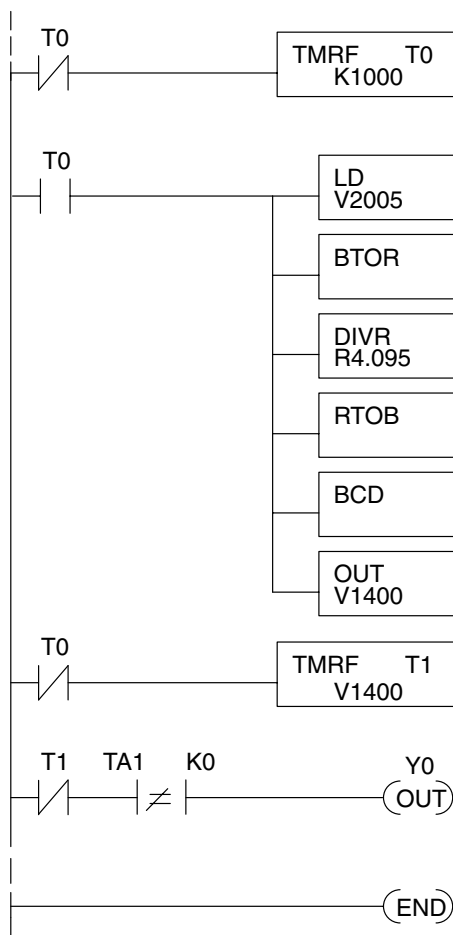 T0
TMRF T0
K1000
T0
LD
V2005
BTOR
DIVR
R4.095
RTOB
BCD
OUT
V1400
T0
TMRF T1
V1400
T1 TA1 K0 Y0
≠ OUT
END